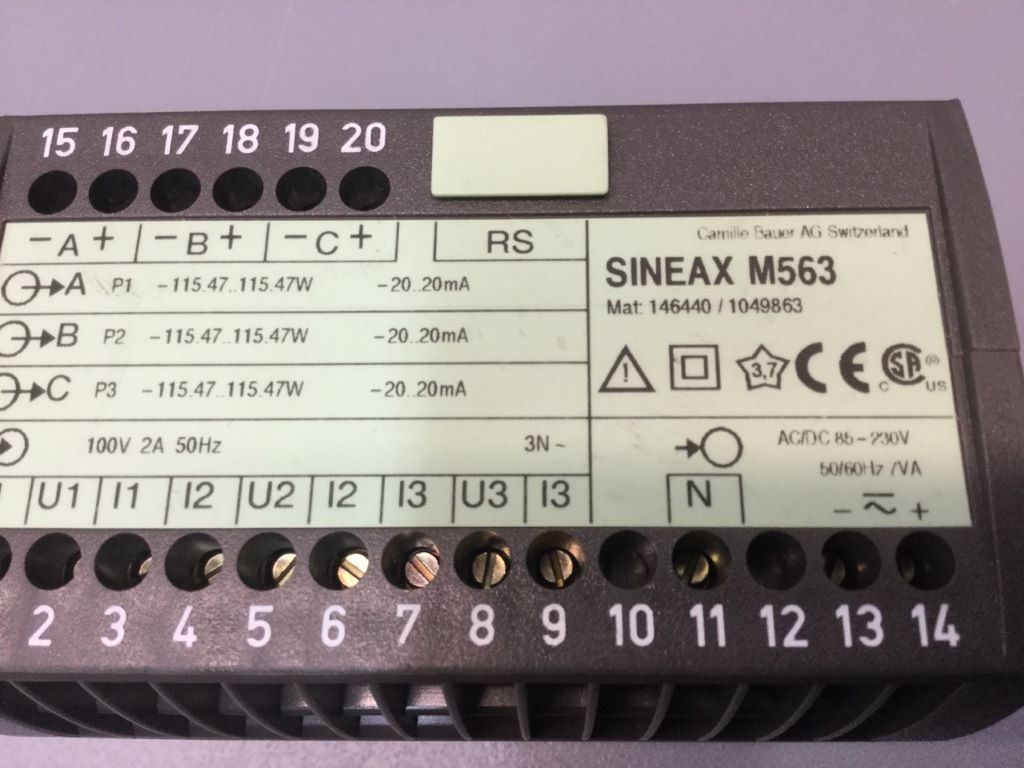 15 16 17 18 19 20
- A + - B + - C + RS
Camille Bauer AG Switzerland
SINEAX M563
Mat: 146440 / 1049863
A P1 -115.47..115.47W -20..20mA
B P2 -115.47..115.47W -20..20mA
C P3 -115.47..115.47W -20..20mA
! 3,7 CE C SA ® US
100V 2A 50Hz 3N ~
AC/DC 85 - 230V
50/60Hz 7VA
U1 I1 I2 U2 I2 I3 U3 I3 N - ~ +
2 3 4 5 6 7 8 9 10 11 12 13 14